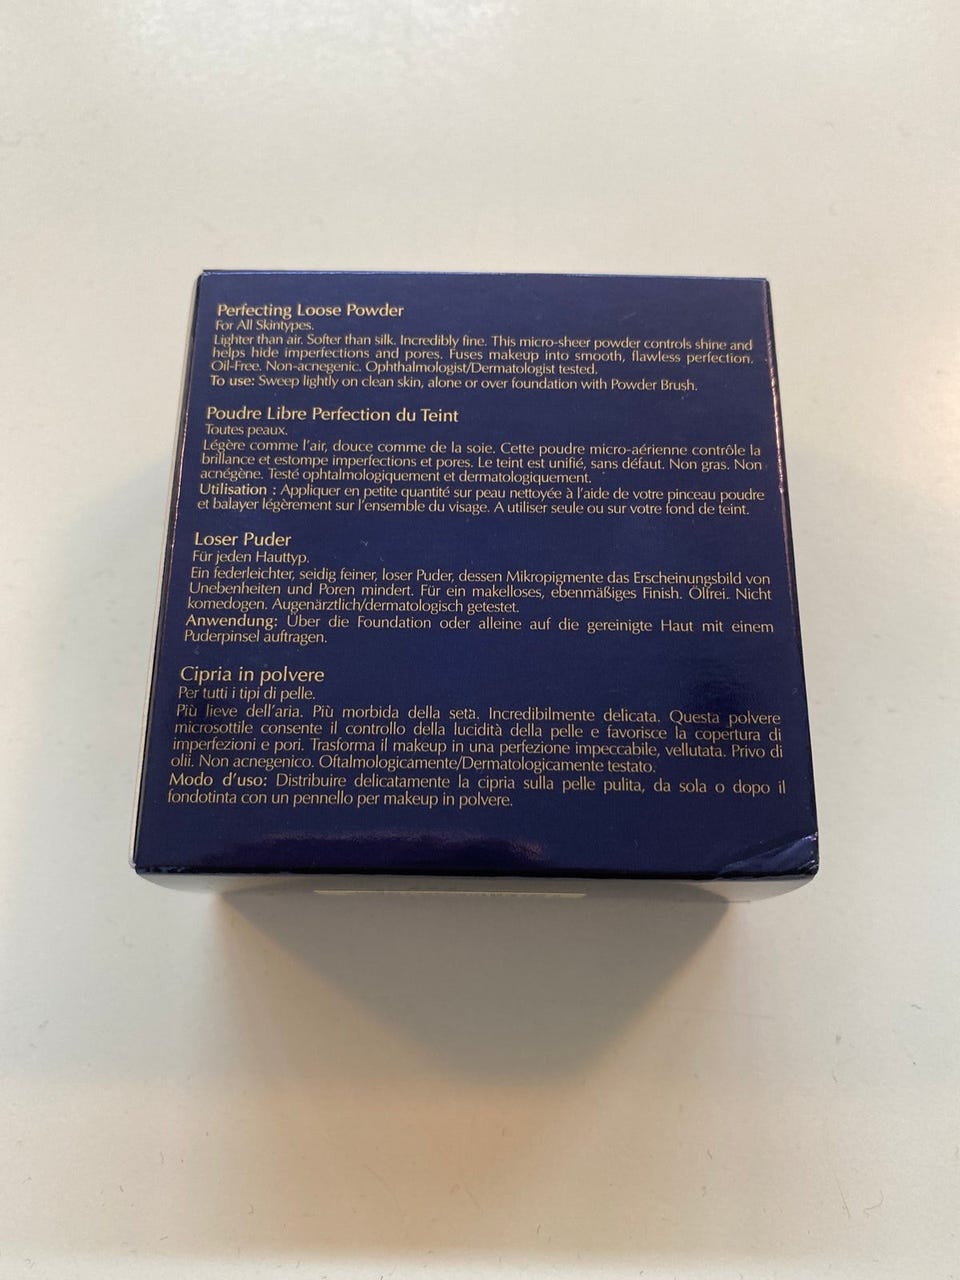 Perfecting Loose Powder
For All Skintypes.
Lighter than air. Softer than silk. Incredibly fine. This micro-sheer powder controls shine and
helps hide imperfections and pores. Fuses makeup into smooth, flawless perfection.
Oil-Free. Non-acnegenic. Ophthalmologist/Dermatologist tested.
To use: Sweep lightly on clean skin, alone or over foundation with Powder Brush.
Poudre Libre Perfection du Teint
Toutes peaux.
Légère comme l'air, douce comme de la soie. Cette poudre micro-aérienne contrôle la
brillance et estompe imperfections et pores. Le teint est unifié, sans défaut. Non gras. Non
acnégène. Testé ophtalmologiquement et dermatologiquement.
Utilisation : Appliquer en petite quantité sur peau nettoyée à l'aide de votre pinceau poudre
et balayer légèrement sur l'ensemble du visage. A utiliser seule ou sur votre fond de teint.
Loser Puder
Für jeden Hauttyp.
Ein federleichter, seidig feiner, loser Puder, dessen Mikropigmente das Erscheinungsbild von
Unebenheiten und Poren mindert. Für ein makelloses, ebenmäßiges Finish. Ölfrei. Nicht
komedogen. Augenärztlich/dermatologisch getestet.
Anwendung: Über die Foundation oder alleine auf die gereinigte Haut mit einem
Puderpinsel auftragen.
Cipria in polvere
Per tutti i tipi di pelle.
Più lieve dell'aria. Più morbida della seta. Incredibilmente delicata. Questa polvere
microsottile consente il controllo della lucidità della pelle e favorisce la copertura di
imperfezioni e pori. Trasforma il makeup in una perfezione impeccabile, vellutata. Privo di
olii. Non acnegenico. Oftalmologicamente/Dermatologicamente testato.
Modo d'uso: Distribuire delicatamente la cipria sulla pelle pulita, da sola o dopo il
fondotinta con un pennello per makeup in polvere.